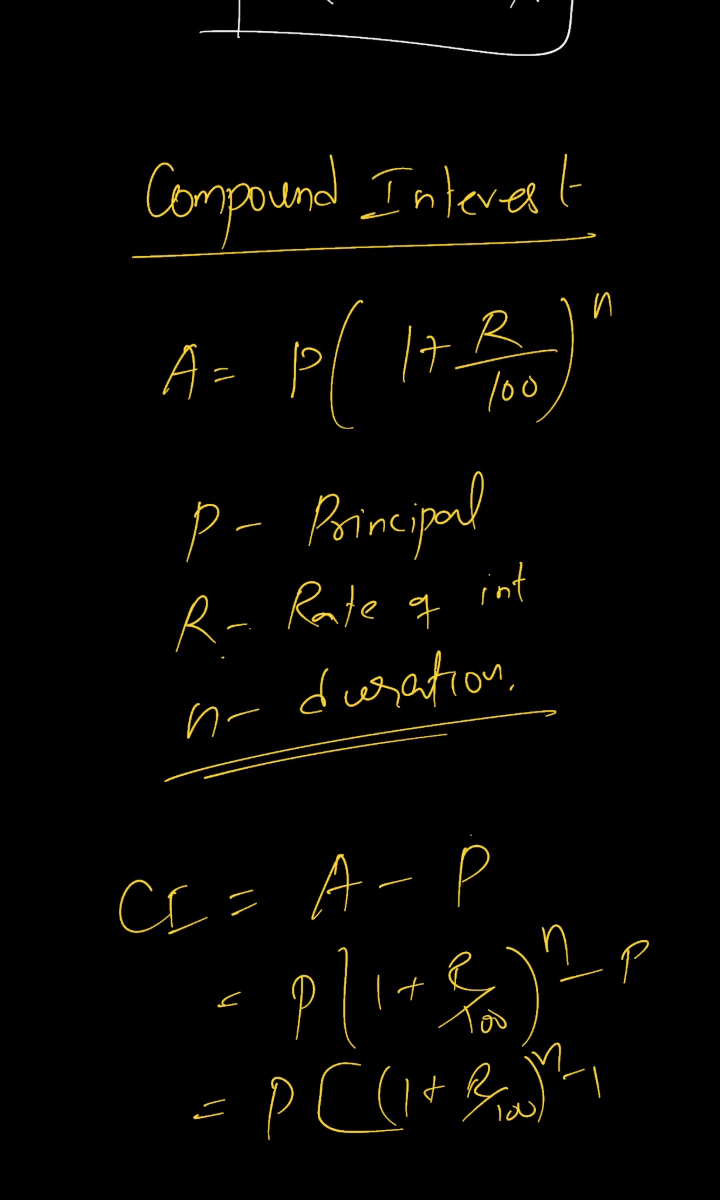 Compound Interest
A = P(1+R/100)^n
P - Principal
R - Rate of int
n - duration.
CI = A - P
= P(1+R/100)^n - P
= P[(1+R/100)^n - 1